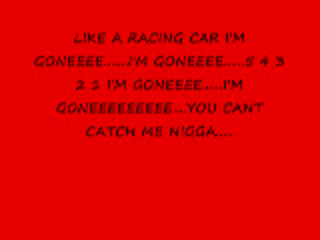 LIKE A RACING CAR I'M
GONEEEE.....I'M GONEEEE.....5 4 3
2 1 I'M GONEEEE.....I'M
GONEEEEEEEEE...YOU CANT
CATCH ME NIGGA....